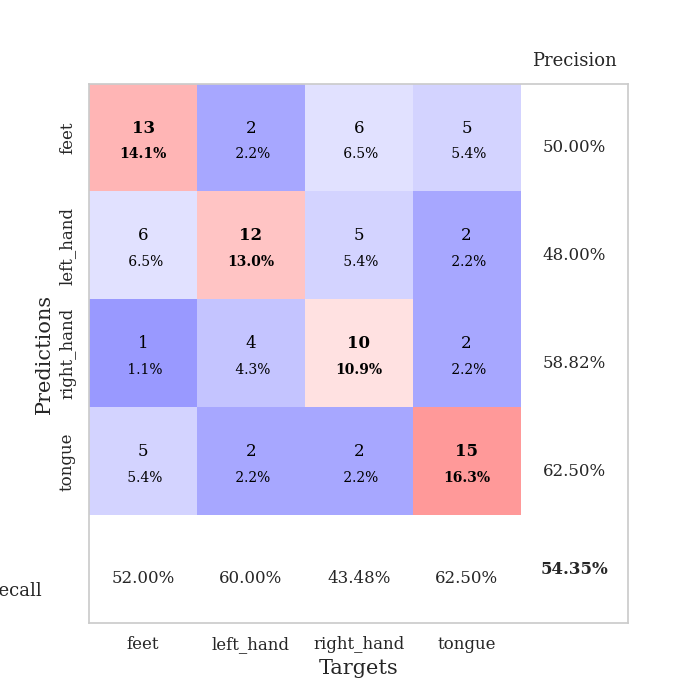 Precision
feet
13 2 6 5
14.1% 2.2% 6.5% 5.4%
50.00%
left_hand
6 12 5 2
6.5% 13.0% 5.4% 2.2%
48.00%
right_hand
1 4 10 2
1.1% 4.3% 10.9% 2.2%
58.82%
tongue
5 2 2 15
5.4% 2.2% 2.2% 16.3%
62.50%
Predictions
ecall
52.00% 60.00% 43.48% 62.50% 54.35%
feet left_hand right_hand tongue
Targets